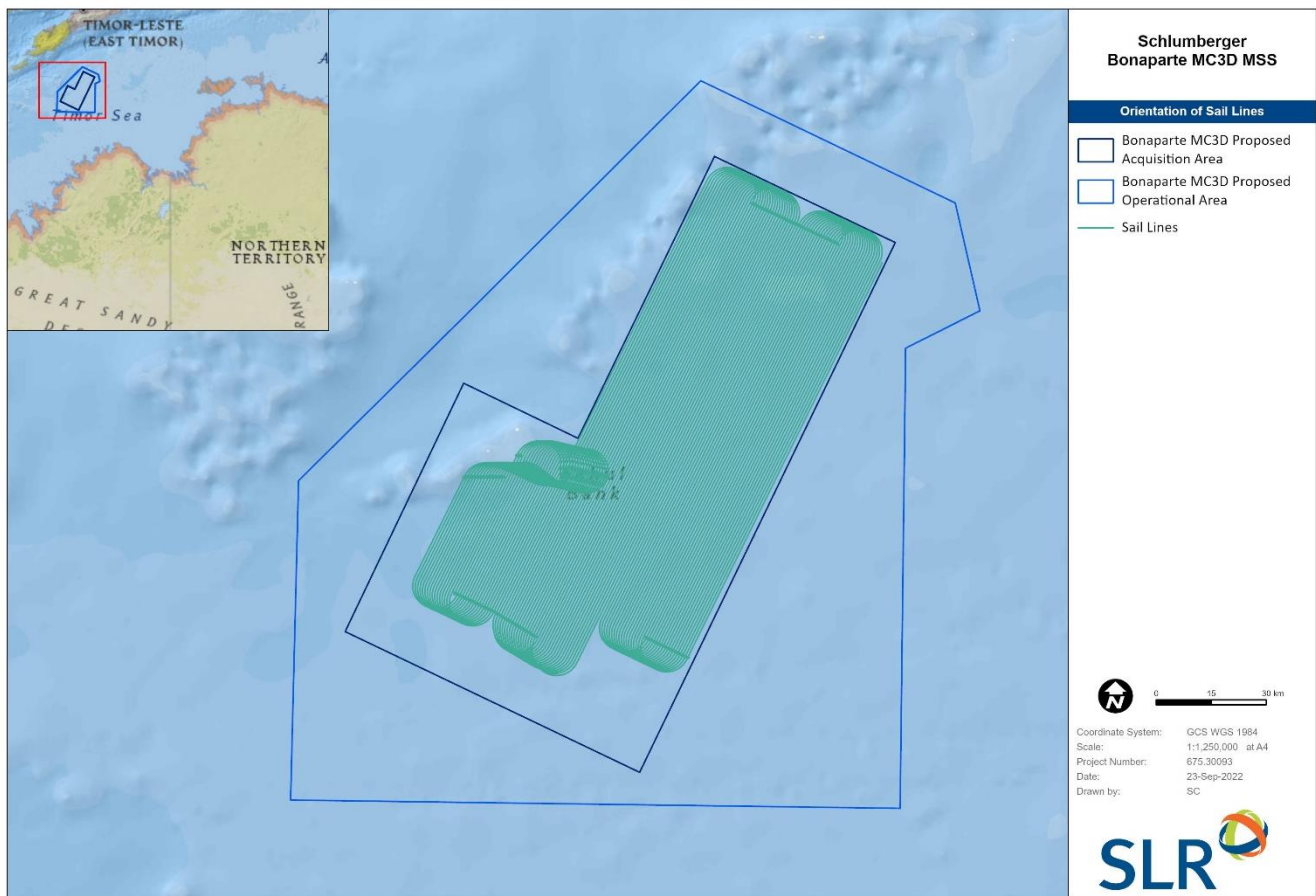 TIMOR-LESTE
(EAST TIMOR)
A
Timor Sea
NORTHERN
TERRITORY
GREAT SANDY
RANGE
Bank
Schlumberger
Bonaparte MC3D MSS
Orientation of Sail Lines
Bonaparte MC3D Proposed
Acquisition Area
Bonaparte MC3D Proposed
Operational Area
Sail Lines
N
0 15 30 km
Coordinate System: GCS WGS 1984
Scale: 1:1,250,000 at A4
Project Number: 675.30093
Date: 23-Sep-2022
Drawn by: SC
SLR